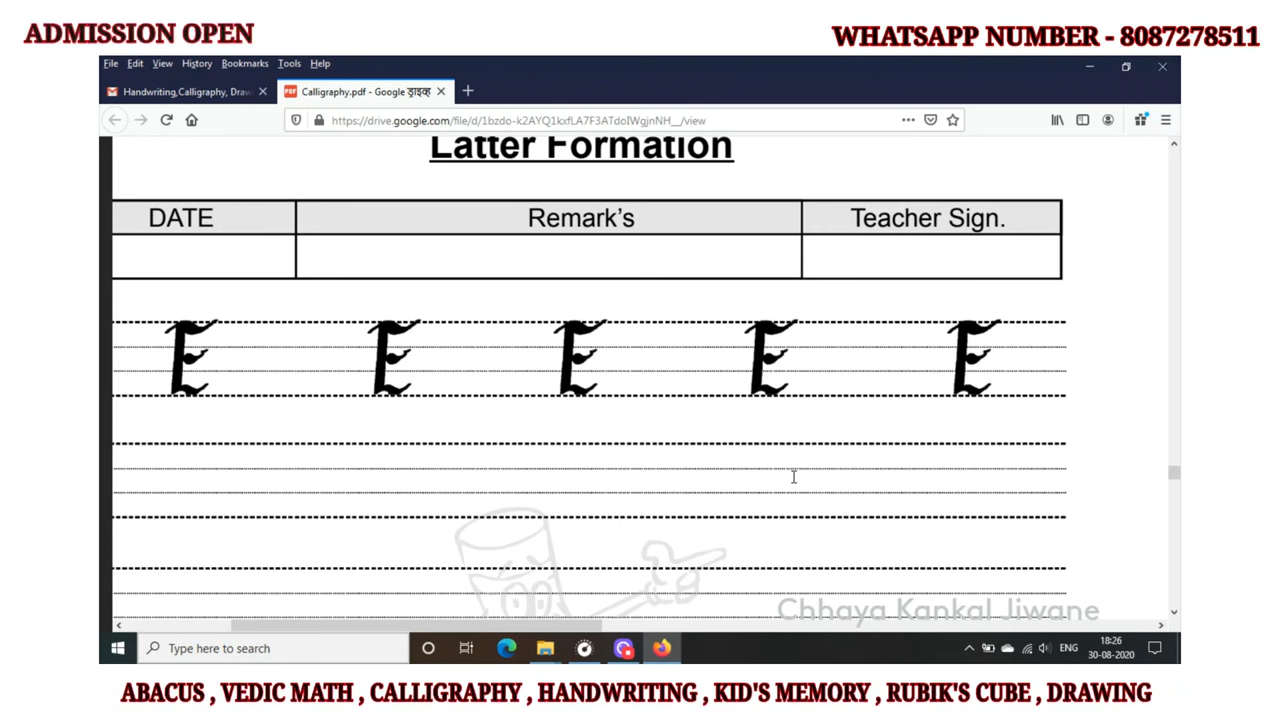 ADMISSION OPEN
WHATSAPP NUMBER - 8087278511
File Edit View History Bookmarks Tools Help
Handwriting,Calligraphy, Draw
Calligraphy.pdf - Google ड्राइव्ह
https://drive.google.com/file/d/1bzdo-k2AYQ1kxfLA7F3ATdoIWgjnNH__/view
Latter Formation
DATE Remark's Teacher Sign.
E E E E E
Chhaya Kankal Jiwane
Type here to search
ENG
18:26
30-08-2020
ABACUS , VEDIC MATH , CALLIGRAPHY , HANDWRITING , KID'S MEMORY , RUBIK'S CUBE , DRAWING